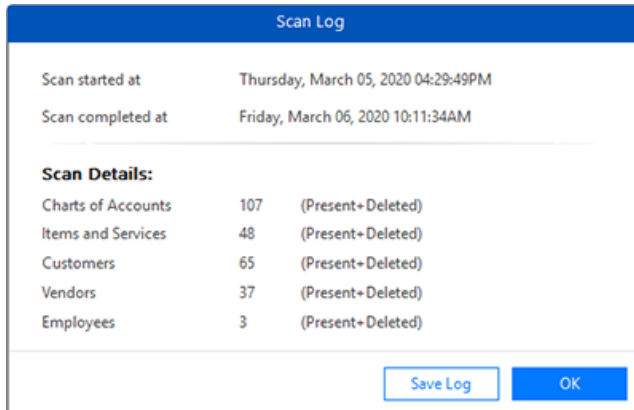 Scan Log
Scan started at Thursday, March 05, 2020 04:29:49PM
Scan completed at Friday, March 06, 2020 10:11:34AM
Scan Details:
Charts of Accounts 107 (Present+Deleted)
Items and Services 48 (Present+Deleted)
Customers 65 (Present+Deleted)
Vendors 37 (Present+Deleted)
Employees 3 (Present+Deleted)
Save Log OK